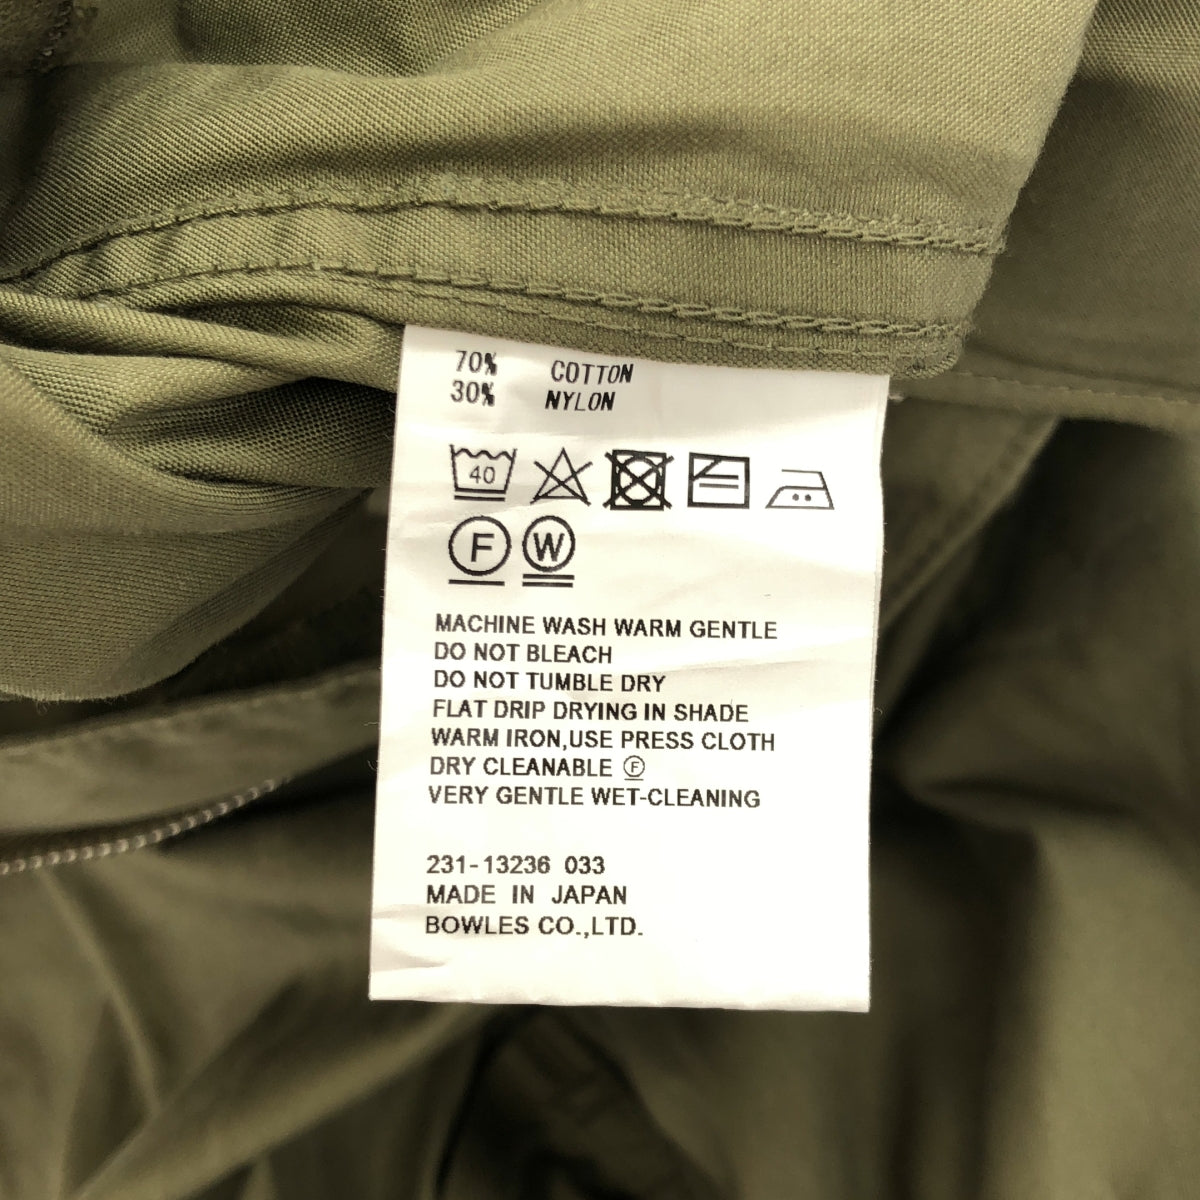 70% COTTON
30% NYLON
40
F W
MACHINE WASH WARM GENTLE
DO NOT BLEACH
DO NOT TUMBLE DRY
FLAT DRIP DRYING IN SHADE
WARM IRON,USE PRESS CLOTH
DRY CLEANABLE Ⓕ
VERY GENTLE WET-CLEANING
231-13236 033
MADE IN JAPAN
BOWLES CO.,LTD.